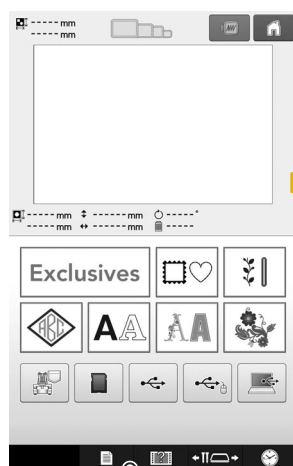 ----- mm
----- mm
----- mm ----- mm ----- °
----- mm ----- mm -----
Exclusives
ABC AA AA
?